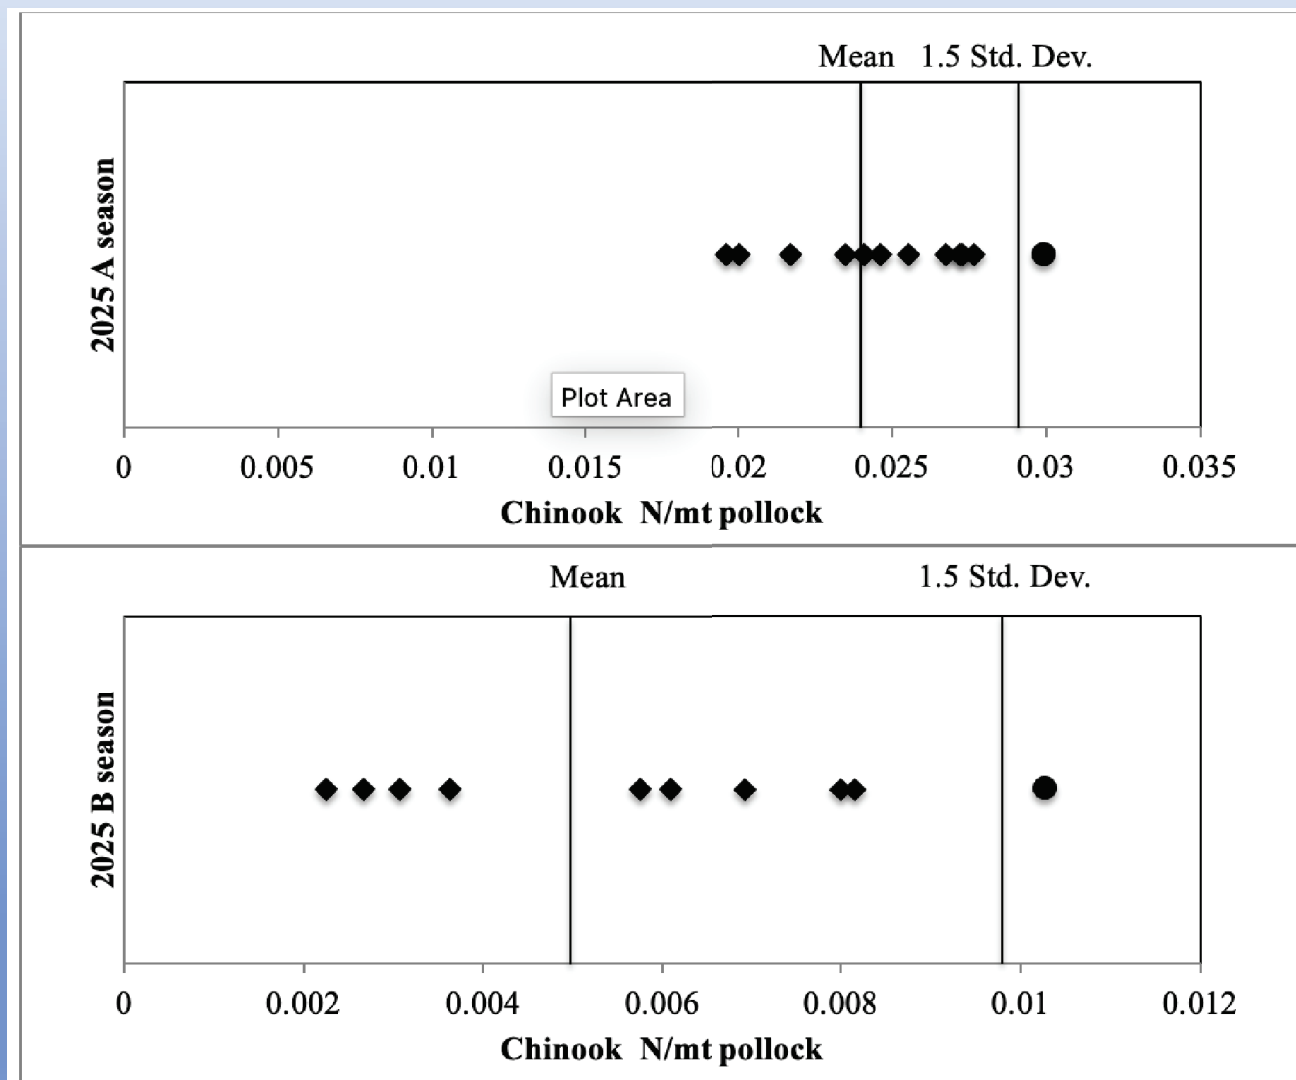 Mean 1.5 Std. Dev.
2025 A season
Plot Area
0 0.005 0.01 0.015 0.02 0.025 0.03 0.035
Chinook N/mt pollock
Mean 1.5 Std. Dev.
2025 B season
0 0.002 0.004 0.006 0.008 0.01 0.012
Chinook N/mt pollock